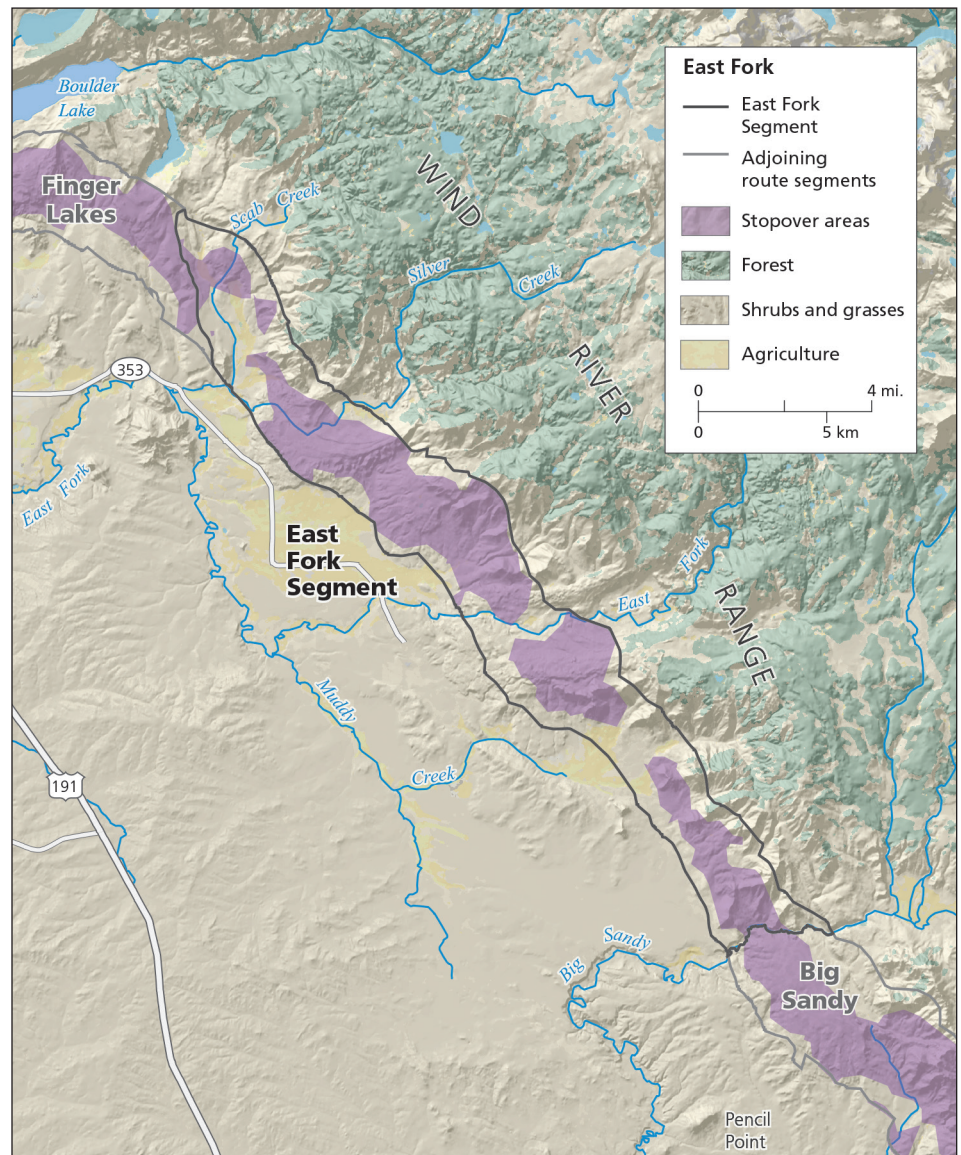 Boulder
Lake
Finger
Lakes
Scab Creek
WIND
Silver
Creek
RIVER
353
East Fork
East
Fork
Segment
East
Fork
RANGE
Muddy
Creek
191
Big
Sandy
Big
Sandy
Pencil
Point
East Fork
East Fork
Segment
Adjoining
route segments
Stopover areas
Forest
Shrubs and grasses
Agriculture
0 4 mi.
0 5 km